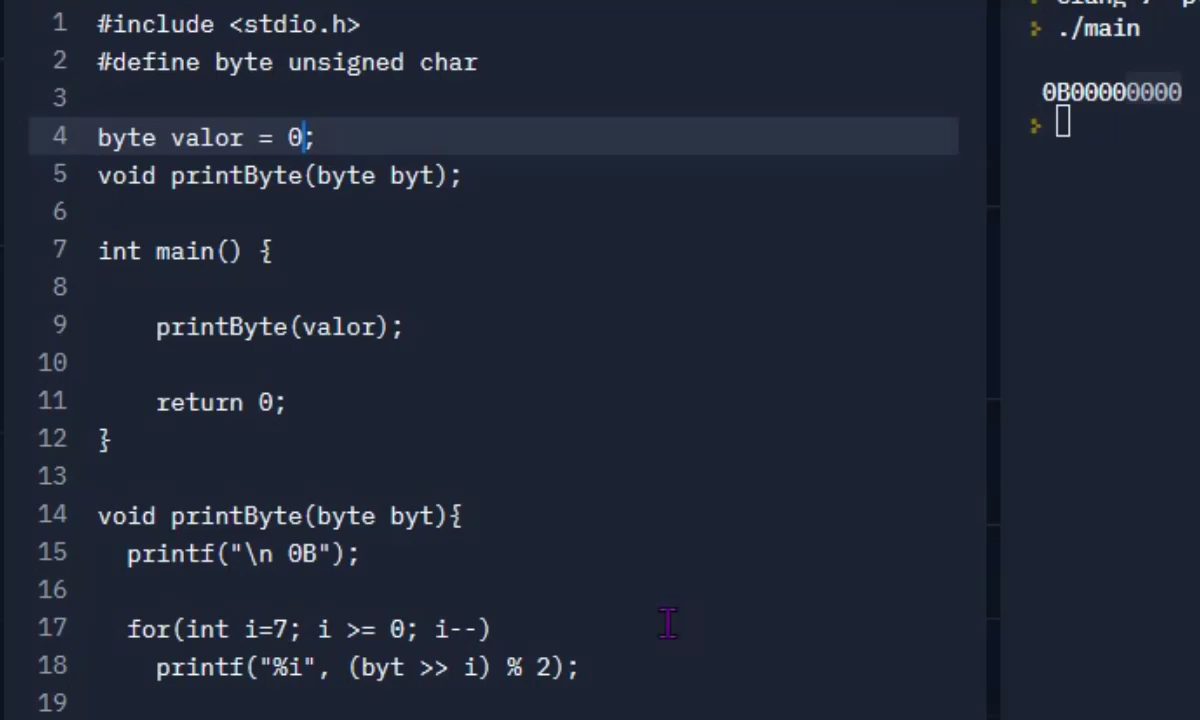 1 #include <stdio.h>
2 #define byte unsigned char
3
4 byte valor = 0;
5 void printByte(byte byt);
6
7 int main() {
8
9 printByte(valor);
10
11 return 0;
12 }
13
14 void printByte(byte byt){
15 printf("\n 0B");
16
17 for(int i=7; i >= 0; i--)
18 printf("%i", (byt >> i) % 2);
19
./main
0B00000000